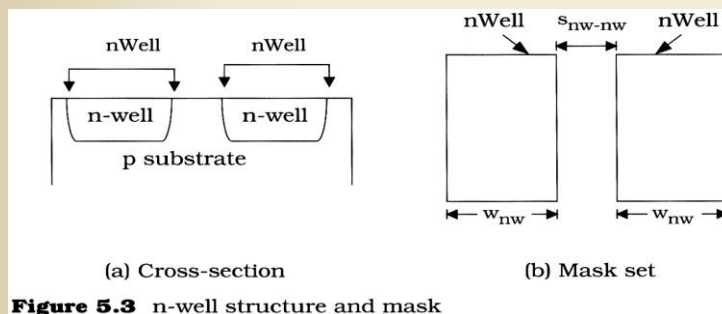 nWell nWell
n-well n-well
p substrate
(a) Cross-section
nWell s_nw-nw nWell
w_nw w_nw
(b) Mask set
Figure 5.3 n-well structure and mask